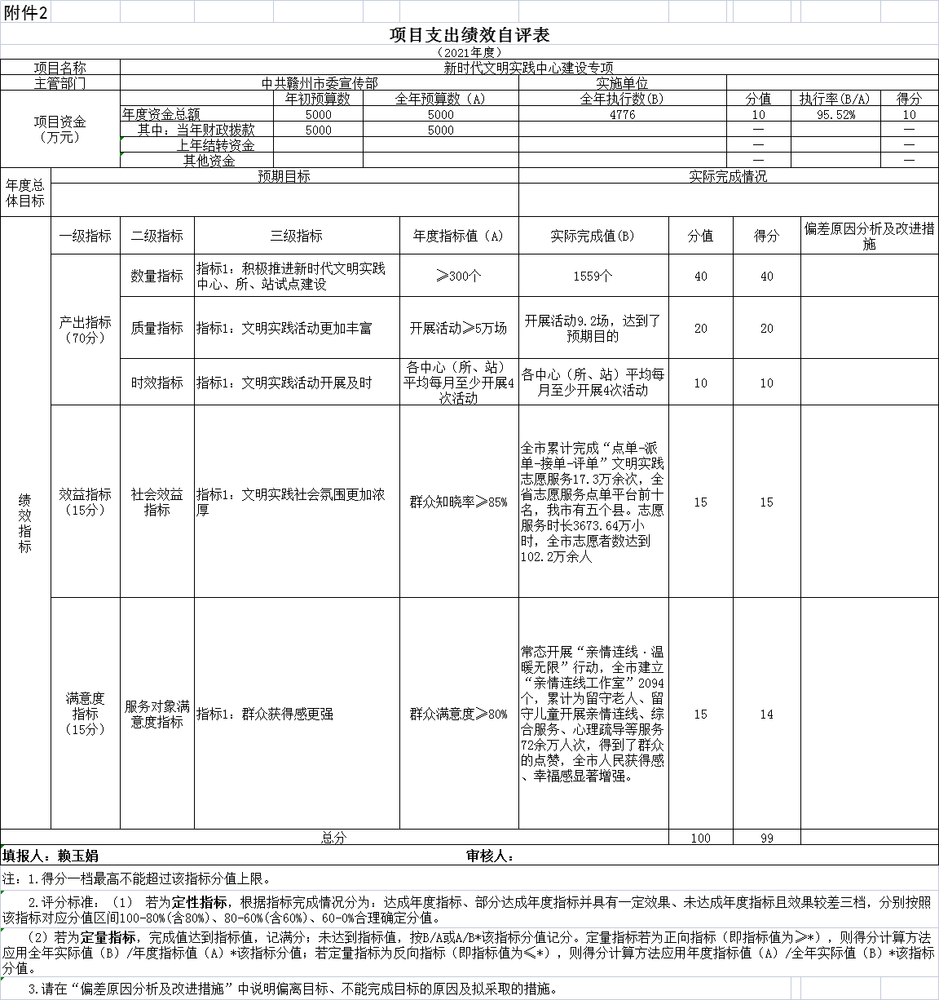 附件2
项目支出绩效自评表
（2021年度）
项目名称 新时代文明实践中心建设专项
主管部门 中共赣州市委宣传部 实施单位
项目资金
（万元）
年初预算数 全年预算数（A） 全年执行数(B) 分值 执行率(B/A) 得分
年度资金总额 5000 5000 4776 10 95.52% 10
其中：当年财政拨款 5000 5000 — —
上年结转资金 — —
其他资金 — —
年度总
体目标
预期目标 实际完成情况
绩
效
指
标
一级指标 二级指标 三级指标 年度指标值（A） 实际完成值(B) 分值 得分 偏差原因分析及改进措
施
产出指标
（70分）
数量指标 指标1：积极推进新时代文明实践
中心、所、站试点建设
≥300个 1559个 40 40
质量指标 指标1：文明实践活动更加丰富 开展活动≥5万场 开展活动9.2场，达到了
预期目的
20 20
时效指标 指标1：文明实践活动开展及时 各中心（所、站）
平均每月至少开展4
次活动
各中心（所、站）平均每
月至少开展4次活动
10 10
效益指标
（15分）
社会效益
指标
指标1：文明实践社会氛围更加浓
厚
群众知晓率≥85%
全市累计完成“点单-派
单-接单-评单”文明实践
志愿服务17.3万余次，全
省志愿服务点单平台前十
名，我市有五个县。志愿
服务时长3673.64万小
时，全市志愿者数达到
102.2万余人
15 15
满意度
指标
（15分）
服务对象满
意度指标
指标1：群众获得感更强 群众满意度≥80%
常态开展“亲情连线·温
暖无限”行动，全市建立
“亲情连线工作室”2094
个，累计为留守老人、留
守儿童开展亲情连线、综
合服务、心理疏导等服务
72余万人次，得到了群众
的点赞，全市人民获得感
、幸福感显著增强。
15 14
总分 100 99
填报人：赖玉娟 审核人：
注：1.得分一档最高不能超过该指标分值上限。
2.评分标准：（1） 若为定性指标，根据指标完成情况分为：达成年度指标、部分达成年度指标并具有一定效果、未达成年度指标且效果较差三档，分别按照
该指标对应分值区间100-80%(含80%)、80-60%(含60%)、60-0%合理确定分值。
（2）若为定量指标，完成值达到指标值，记满分；未达到指标值，按B/A或A/B*该指标分值记分。定量指标若为正向指标（即指标值为≥*），则得分计算方法
应用全年实际值（B）/年度指标值（A）*该指标分值；若定量指标为反向指标（即指标值为≤*），则得分计算方法应用年度指标值（A）/全年实际值（B）*该指标
分值。
3.请在“偏差原因分析及改进措施”中说明偏离目标、不能完成目标的原因及拟采取的措施。